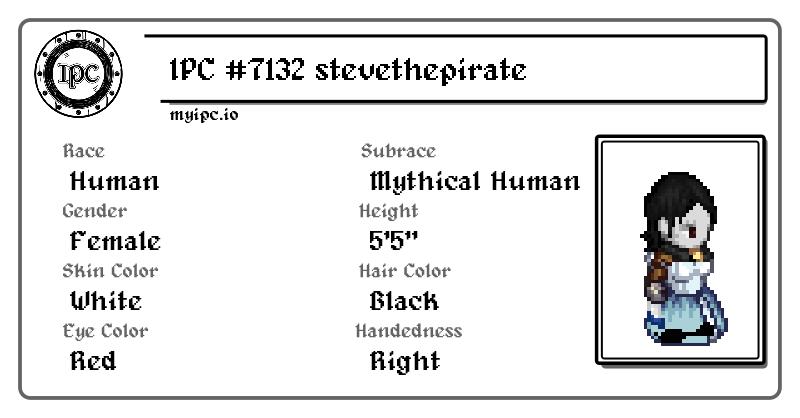 IPC
IPC #7132 stevethepirate
myipc.io
Race
Human
Subrace
Mythical Human
Gender
Female
Height
5'5"
Skin Color
White
Hair Color
Black
Eye Color
Red
Handedness
Right